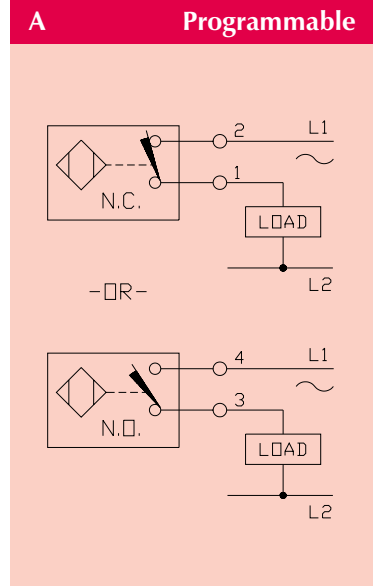 A Programmable
2 L1
1
N.C.
LOAD
L2
-OR-
4 L1
3
N.O.
LOAD
L2